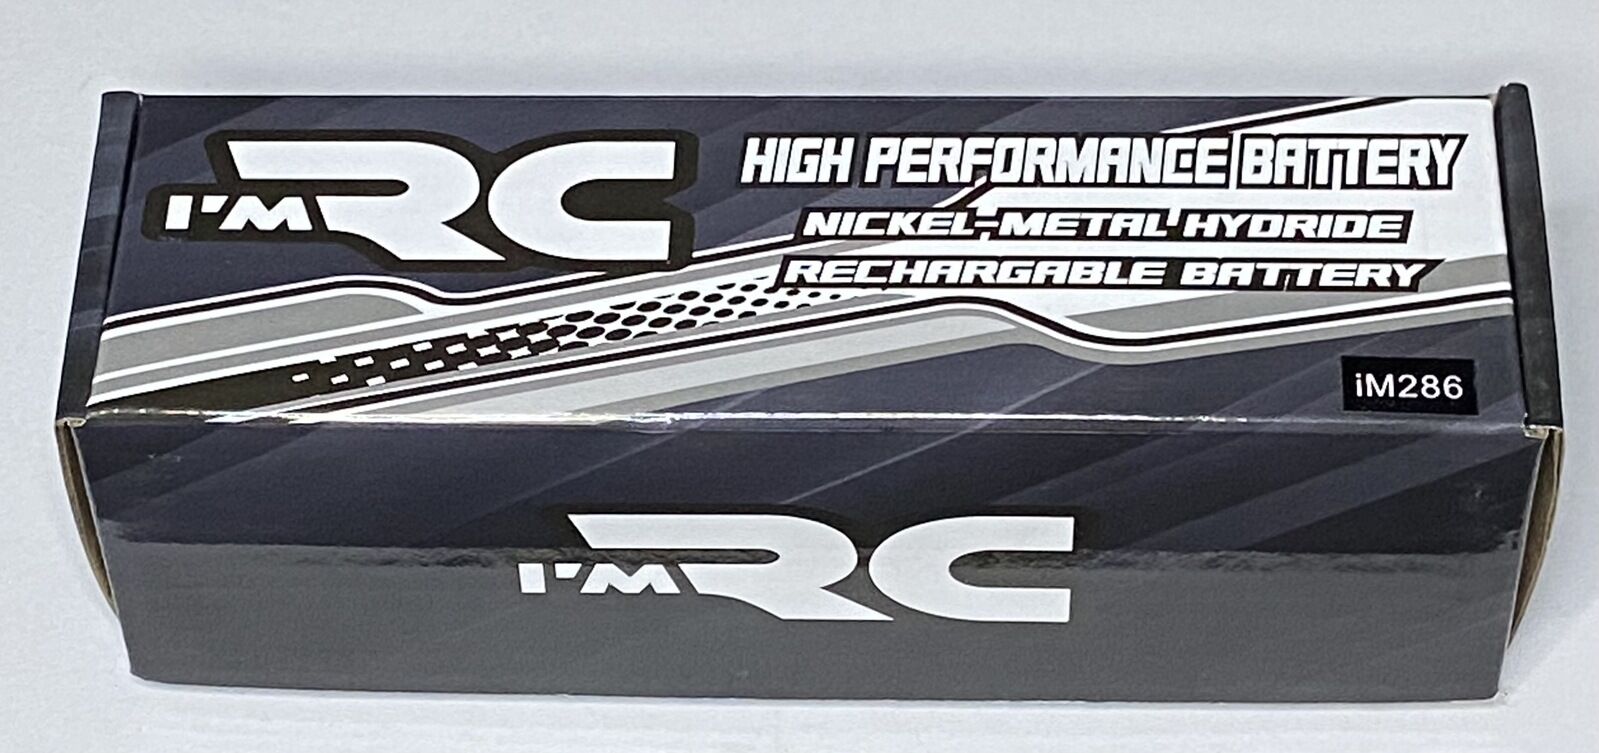 I'M RC
HIGH PERFORMANCE BATTERY
NICKEL-METAL HYDRIDE
RECHARGABLE BATTERY
iM286
I'M RC